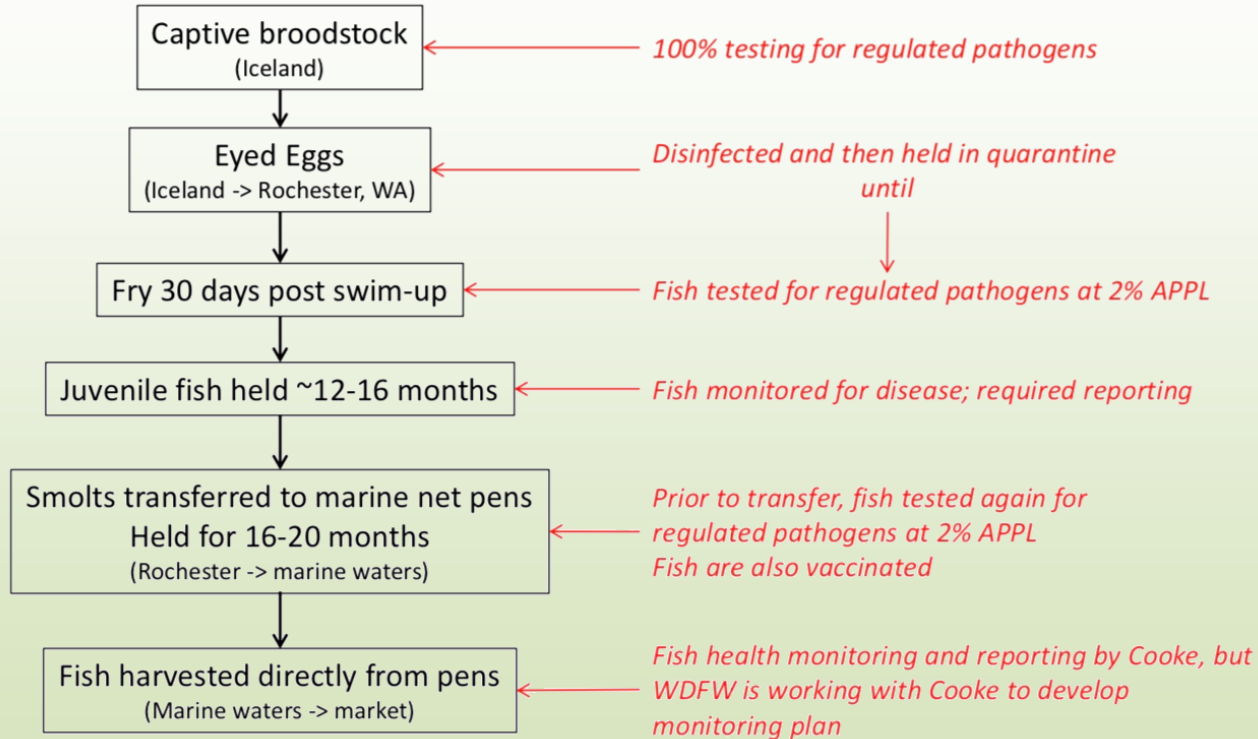 Captive broodstock
(Iceland)
100% testing for regulated pathogens
Eyed Eggs
(Iceland -> Rochester, WA)
Disinfected and then held in quarantine
until
Fry 30 days post swim-up
Fish tested for regulated pathogens at 2% APPL
Juvenile fish held ~12-16 months
Fish monitored for disease; required reporting
Smolts transferred to marine net pens
Held for 16-20 months
(Rochester -> marine waters)
Prior to transfer, fish tested again for
regulated pathogens at 2% APPL
Fish are also vaccinated
Fish harvested directly from pens
(Marine waters -> market)
Fish health monitoring and reporting by Cooke, but
WDFW is working with Cooke to develop
monitoring plan